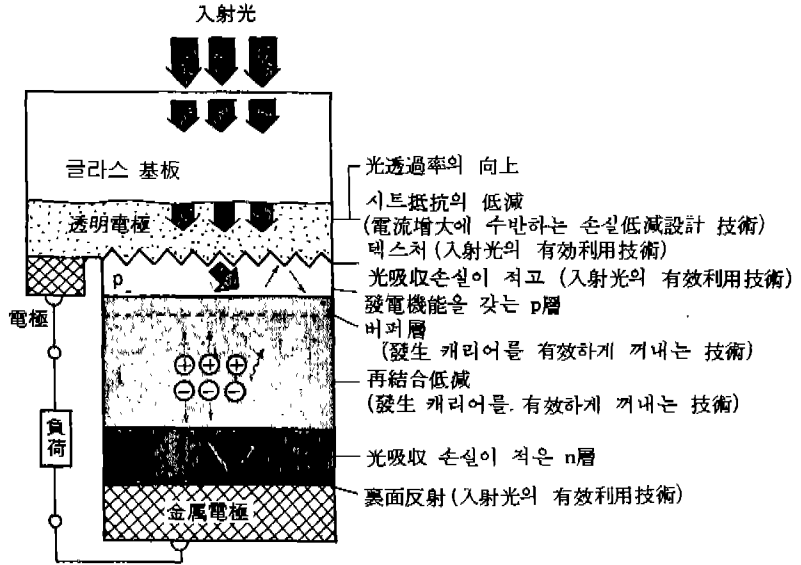 入射光
글라스 基板
透明電極
p
電極
負荷
金属電極
光透過率의 向上
시트抵抗의 低減
(電流增大에 수반하는 손실低減設計 技術)
텍스처 (入射光의 有効利用技術)
光吸収손실이 적고 (入射光의 有效利用技術)
發電機能을 갖는 p層
버퍼層
(發生 캐리어를 有效하게 꺼내는 技術)
再結合低減
(發生 캐리어를 有效하게 꺼내는 技術)
光吸収 손실이 적은 n層
裏面反射 (入射光의 有效利用技術)